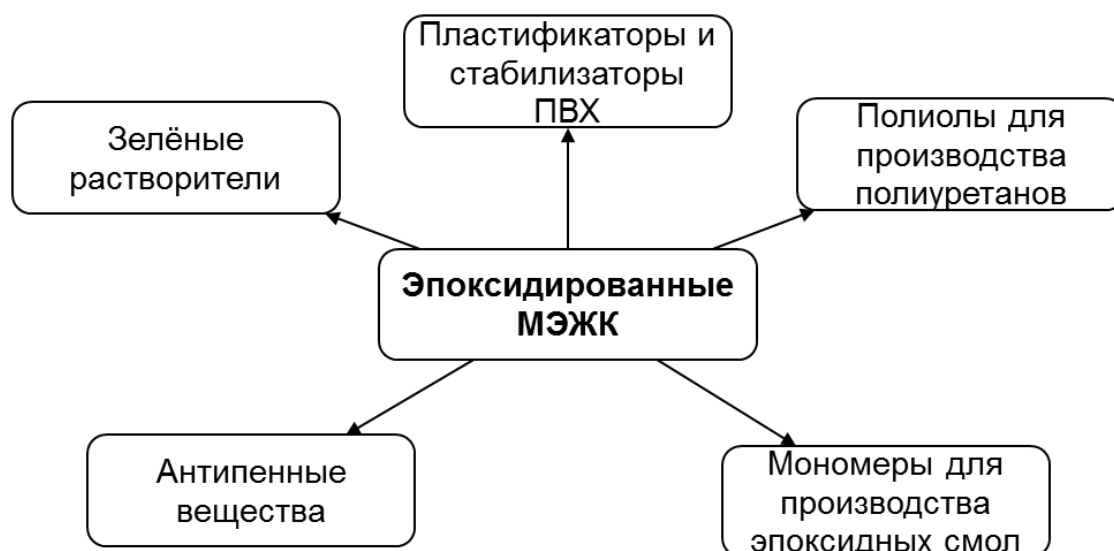 Пластификаторы и
стабилизаторы
ПВХ
Зелёные
растворители
Полиолы для
производства
полиуретанов
Эпоксидированные
МЭЖК
Антипенные
вещества
Мономеры для
производства
эпоксидных смол